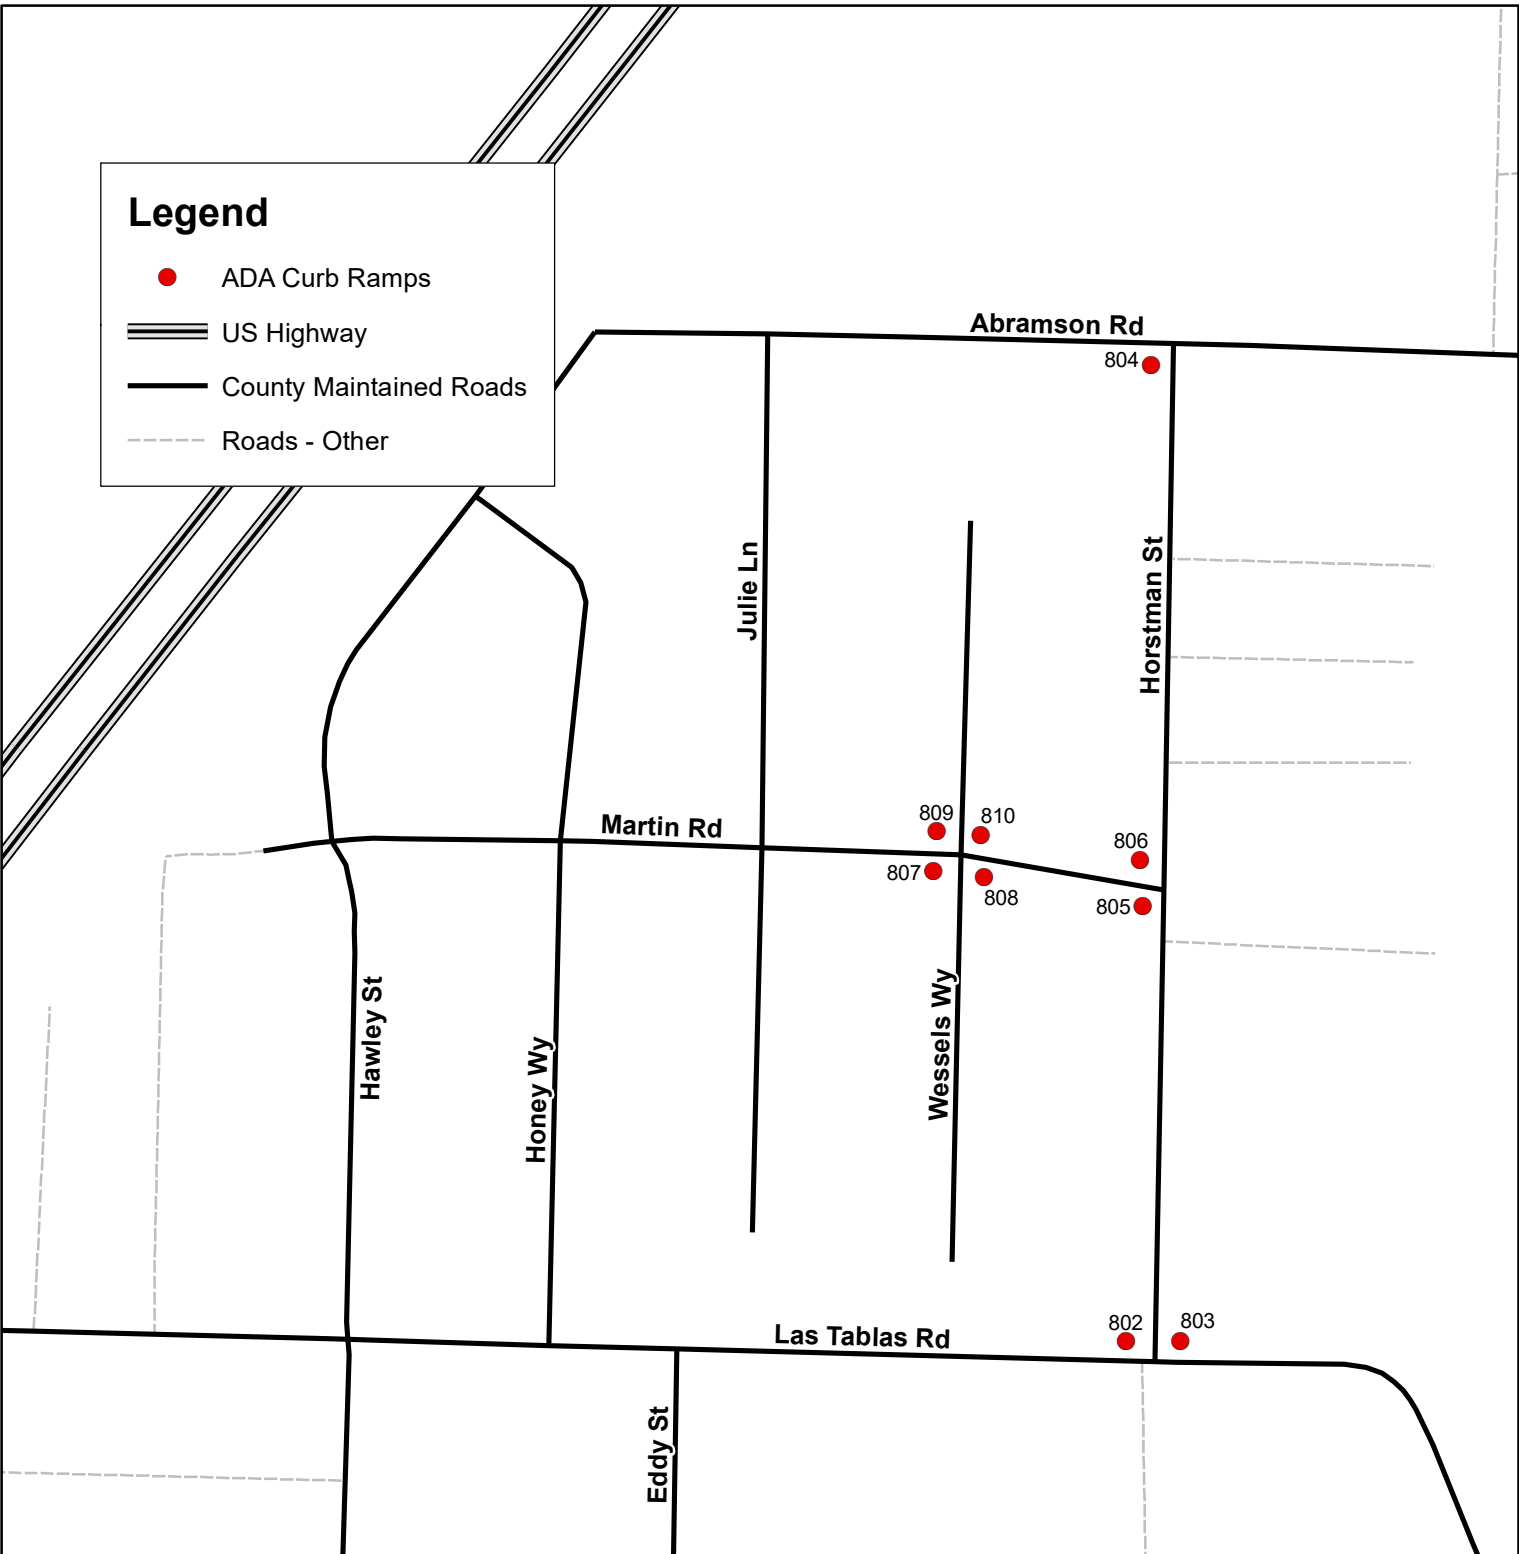 Legend
ADA Curb Ramps
US Highway
County Maintained Roads
Roads - Other
Abramson Rd
804
Julie Ln
Horstman St
809
810
Martin Rd
806
807
808
805
Hawley St
Honey Wy
Wessels Wy
802
803
Las Tablas Rd
Eddy St